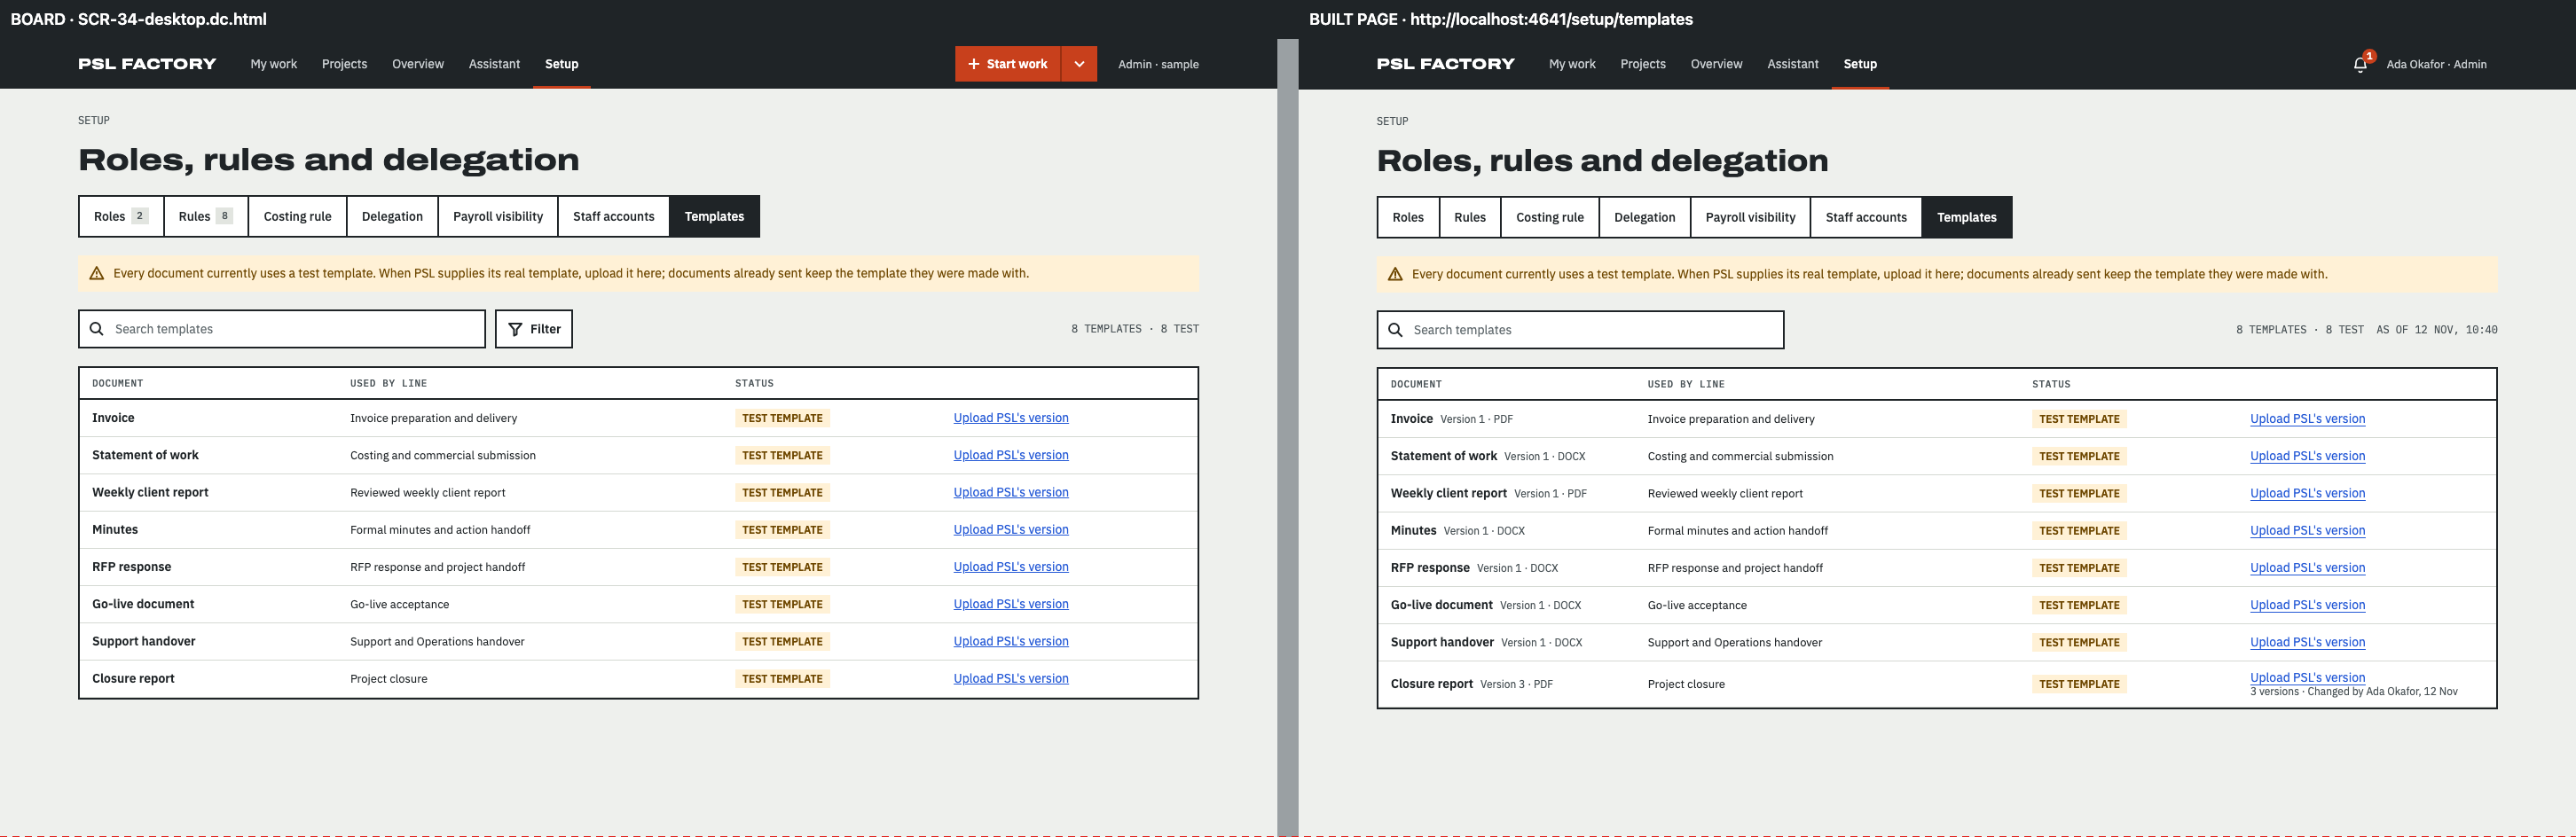 BOARD · SCR-34-desktop.dc.html
PSL FACTORY My work Projects Overview Assistant Setup + Start work Admin · sample
SETUP
Roles, rules and delegation
Roles 2 Rules 8 Costing rule Delegation Payroll visibility Staff accounts Templates
Every document currently uses a test template. When PSL supplies its real template, upload it here; documents already sent keep the template they were made with.
Search templates Filter 8 TEMPLATES · 8 TEST
DOCUMENT USED BY LINE STATUS
Invoice Invoice preparation and delivery TEST TEMPLATE Upload PSL's version
Statement of work Costing and commercial submission TEST TEMPLATE Upload PSL's version
Weekly client report Reviewed weekly client report TEST TEMPLATE Upload PSL's version
Minutes Formal minutes and action handoff TEST TEMPLATE Upload PSL's version
RFP response RFP response and project handoff TEST TEMPLATE Upload PSL's version
Go-live document Go-live acceptance TEST TEMPLATE Upload PSL's version
Support handover Support and Operations handover TEST TEMPLATE Upload PSL's version
Closure report Project closure TEST TEMPLATE Upload PSL's version
BUILT PAGE · http://localhost:4641/setup/templates
PSL FACTORY My work Projects Overview Assistant Setup 1 Ada Okafor · Admin
SETUP
Roles, rules and delegation
Roles Rules Costing rule Delegation Payroll visibility Staff accounts Templates
Every document currently uses a test template. When PSL supplies its real template, upload it here; documents already sent keep the template they were made with.
Search templates 8 TEMPLATES · 8 TEST AS OF 12 NOV, 10:40
DOCUMENT USED BY LINE STATUS
Invoice Version 1 · PDF Invoice preparation and delivery TEST TEMPLATE Upload PSL's version
Statement of work Version 1 · DOCX Costing and commercial submission TEST TEMPLATE Upload PSL's version
Weekly client report Version 1 · PDF Reviewed weekly client report TEST TEMPLATE Upload PSL's version
Minutes Version 1 · DOCX Formal minutes and action handoff TEST TEMPLATE Upload PSL's version
RFP response Version 1 · DOCX RFP response and project handoff TEST TEMPLATE Upload PSL's version
Go-live document Version 1 · DOCX Go-live acceptance TEST TEMPLATE Upload PSL's version
Support handover Version 1 · DOCX Support and Operations handover TEST TEMPLATE Upload PSL's version
Closure report Version 3 · PDF Project closure TEST TEMPLATE Upload PSL's version
3 versions · Changed by Ada Okafor, 12 Nov